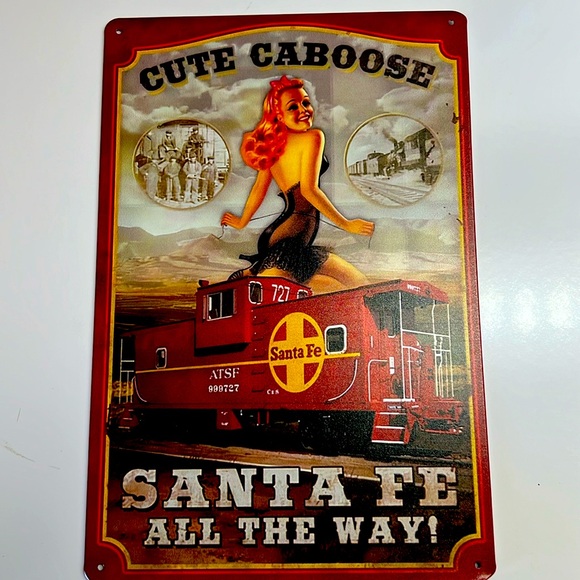 CUTE CABOOSE
727
Santa Fe
ATSF
999727
SANTA FE
ALL THE WAY!